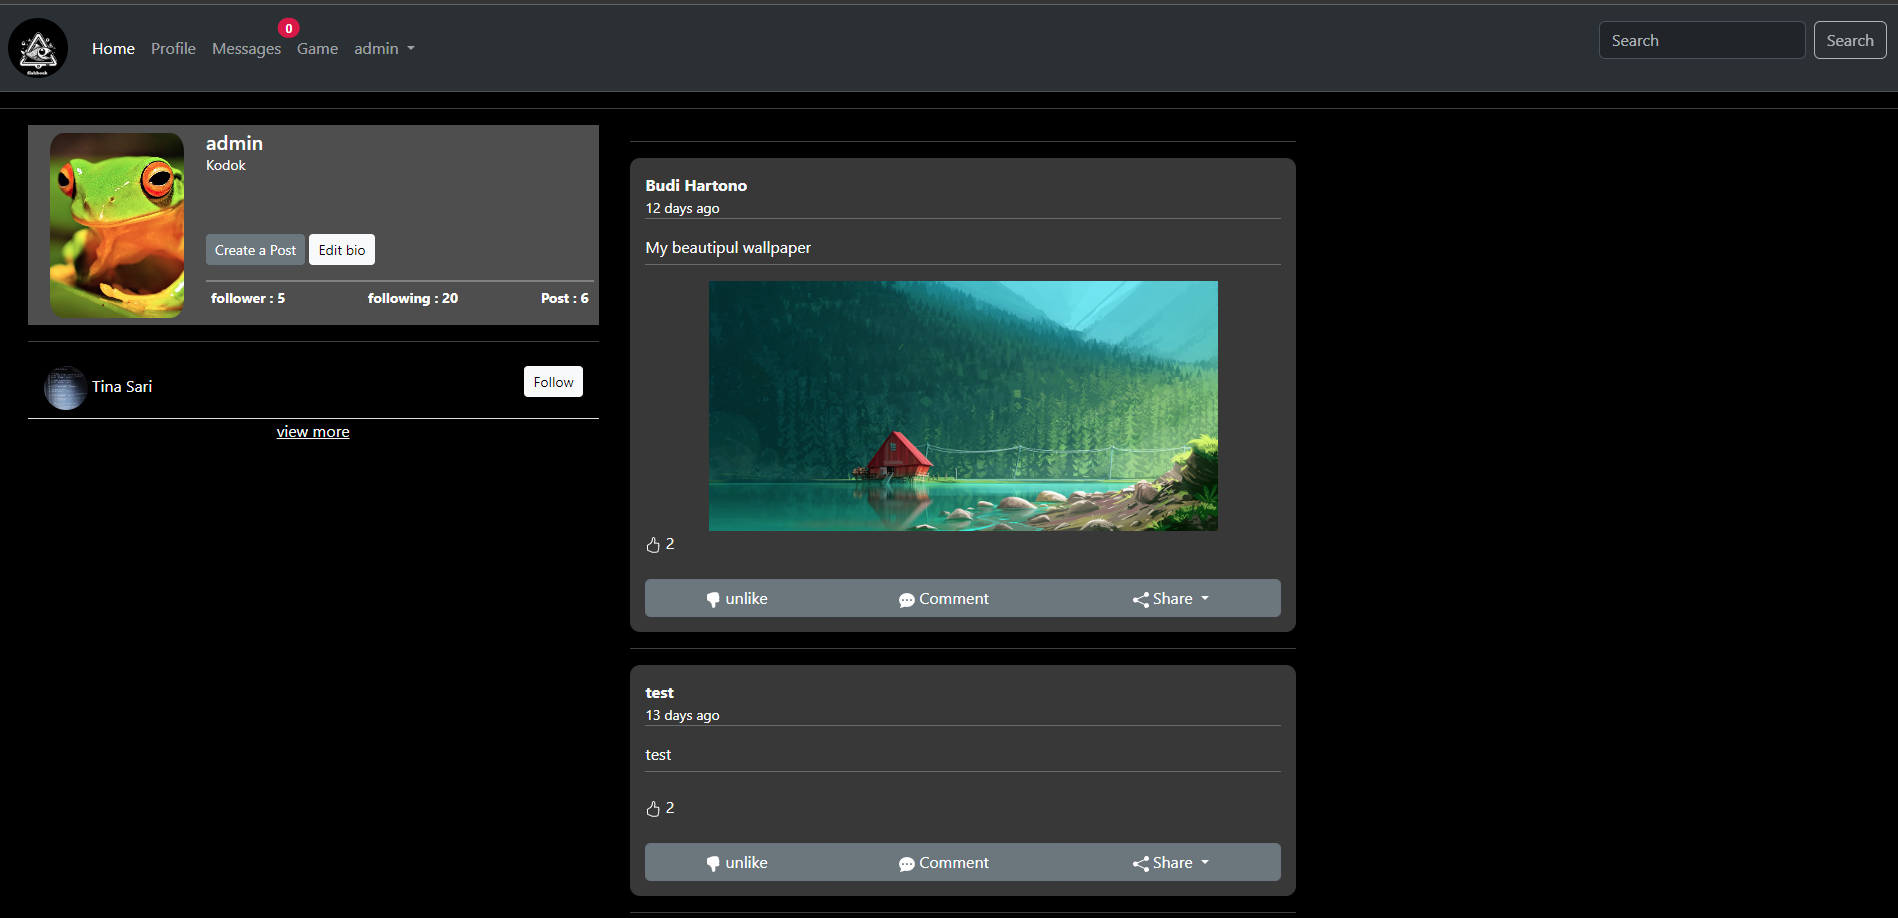 fishbook
Home Profile Messages 0 Game admin
Search Search
admin
Kodok
Create a Post Edit bio
follower : 5 following : 20 Post : 6
Tina Sari Follow
view more
Budi Hartono
12 days ago
My beautipul wallpaper
2
unlike Comment Share
test
13 days ago
test
2
unlike Comment Share